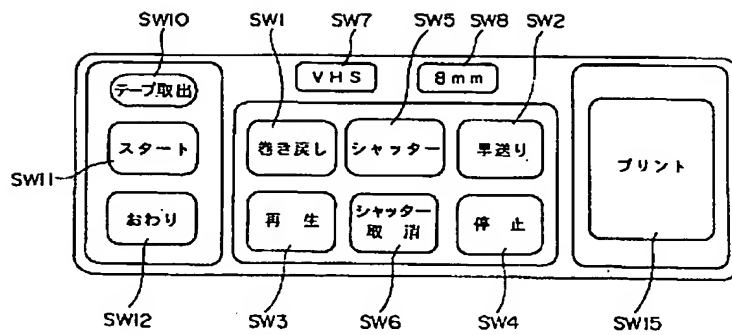 SW10 SW1 SW7 SW5 SW8 SW2
VHS 8mm
テープ取出
スタート
おわり
巻き戻し シャッター 早送り
再生 シャッター取消 停止
プリント
SW11
SW12 SW3 SW6 SW4 SW15